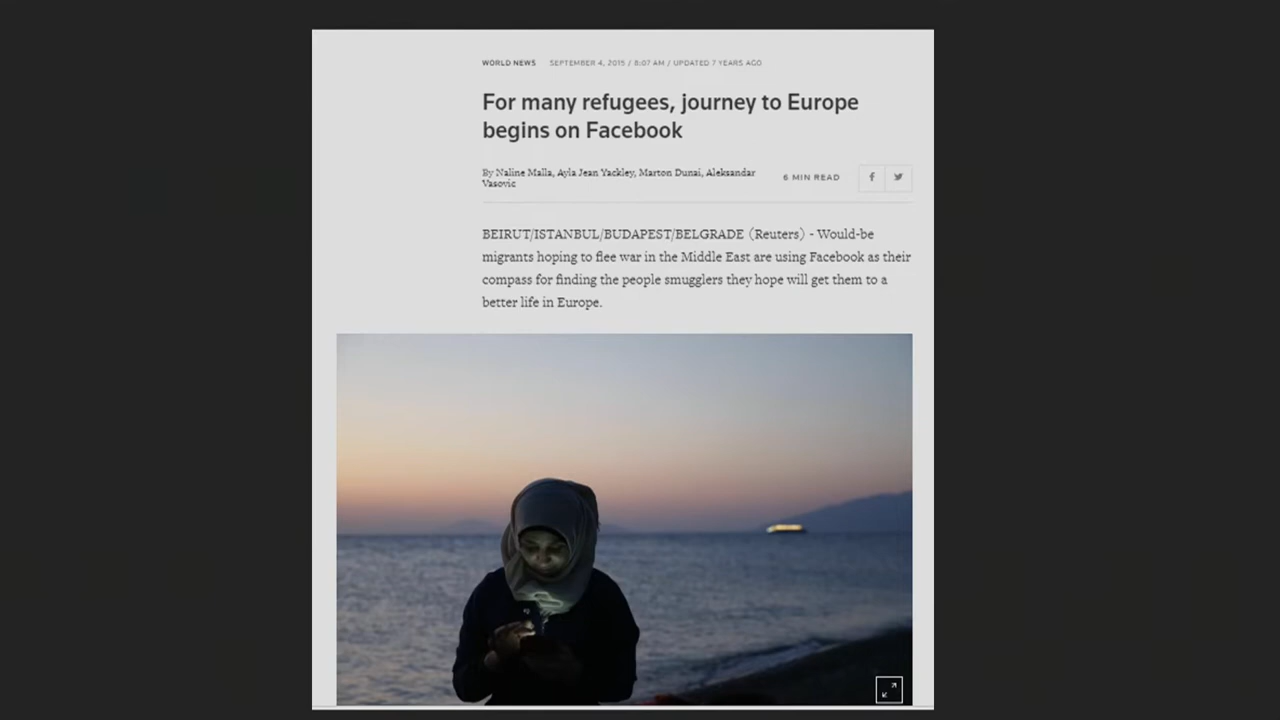 WORLD NEWS SEPTEMBER 4, 2015 / 8:07 AM / UPDATED 7 YEARS AGO
For many refugees, journey to Europe
begins on Facebook
By Naline Malla, Ayla Jean Yackley, Marton Dunai, Aleksandar
Vasovic
6 MIN READ
BEIRUT/ISTANBUL/BUDAPEST/BELGRADE (Reuters) - Would-be
migrants hoping to flee war in the Middle East are using Facebook as their
compass for finding the people smugglers they hope will get them to a
better life in Europe.